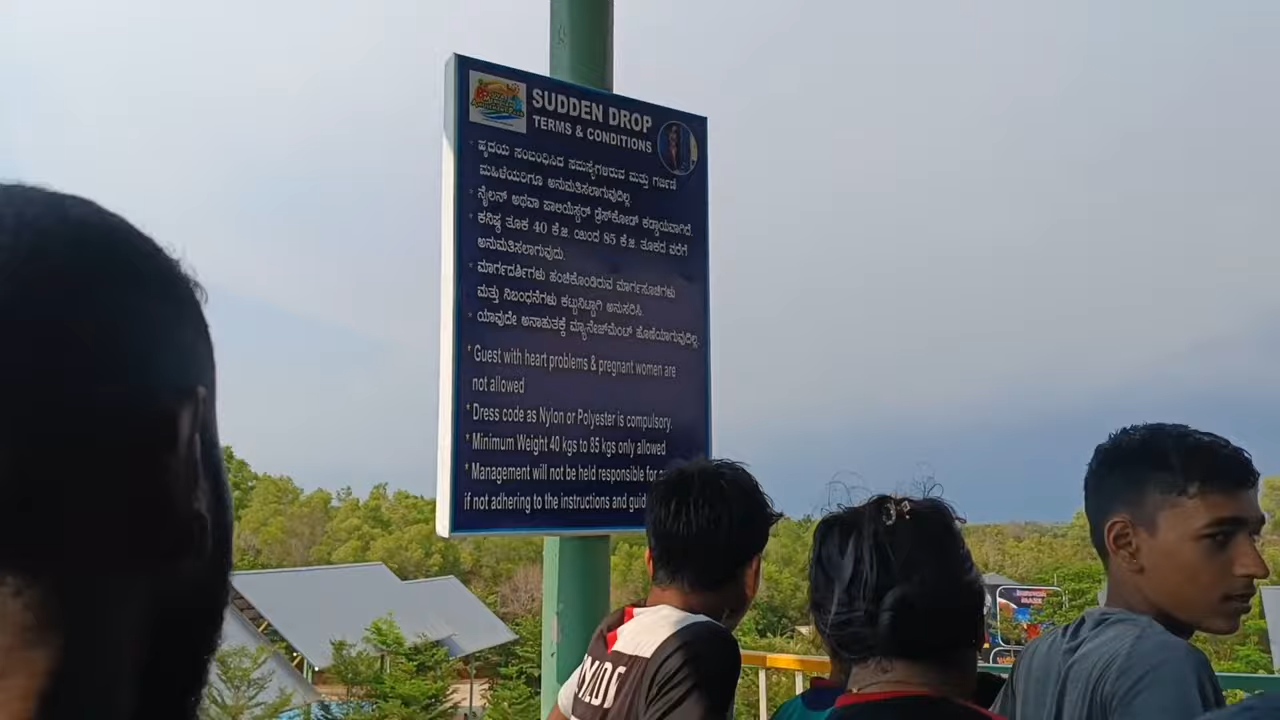 SUDDEN DROP
TERMS & CONDITIONS
* ಹೃದಯ ಸಂಬಂಧಿಸಿದ ಸಮಸ್ಯೆಗಳಿರುವ ಮತ್ತು ಗರ್ಭಿಣಿ
ಮಹಿಳೆಯರಿಗೂ ಅನುಮತಿಸಲಾಗುವುದಿಲ್ಲ
* ನೈಲನ್ ಅಥವಾ ಪಾಲಿಯೆಸ್ಟರ್ ಡ್ರೆಸ್‌ಕೋಡ್ ಕಡ್ಡಾಯವಾಗಿದೆ.
* ಕನಿಷ್ಠ ತೂಕ 40 ಕೆ.ಜಿ. ಯಿಂದ 85 ಕೆ.ಜಿ. ತೂಕದ ವರೆಗೆ
ಅನುಮತಿಸಲಾಗುವುದು.
* ಮಾರ್ಗದರ್ಶಿಗಳು ಹಂಚಿಕೊಂಡಿರುವ ಮಾರ್ಗಸೂಚಿಗಳು
ಮತ್ತು ನಿಬಂಧನೆಗಳು ಕಟ್ಟುನಿಟ್ಟಾಗಿ ಅನುಸರಿಸಿ.
* ಯಾವುದೇ ಅನಾಹುತಕ್ಕೆ ಮ್ಯಾನೇಜ್‌ಮೆಂಟ್ ಹೊಣೆಯಾಗುವುದಿಲ್ಲ.
* Guest with heart problems & pregnant women are
not allowed
* Dress code as Nylon or Polyester is compulsory.
* Minimum Weight 40 kgs to 85 kgs only allowed
* Management will not be held responsible for
if not adhering to the instructions and